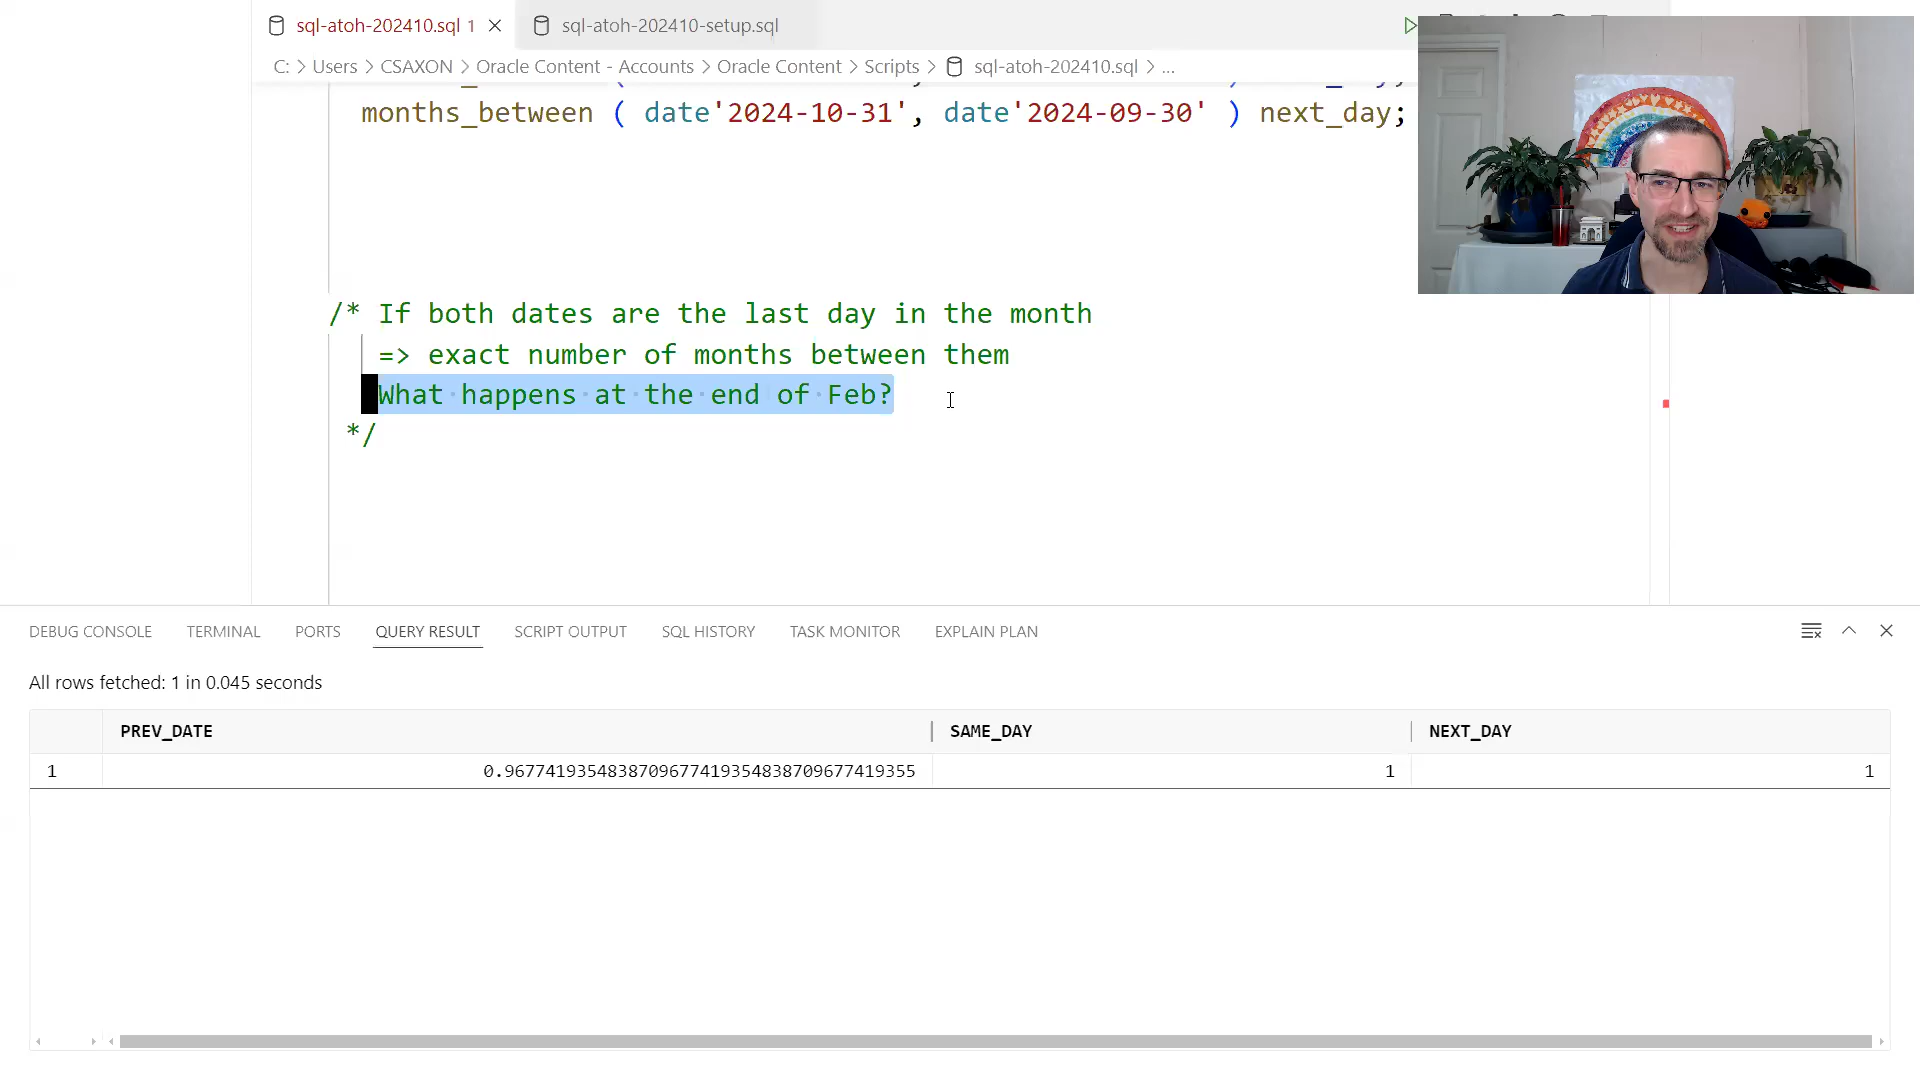 sql-atoh-202410.sql 1
sql-atoh-202410-setup.sql
C: > Users > CSAXON > Oracle Content - Accounts > Oracle Content > Scripts > sql-atoh-202410.sql > ...
months_between ( date'2024-10-31', date'2024-09-30' ) next_day;
/* If both dates are the last day in the month
=> exact number of months between them
What happens at the end of Feb?
*/
DEBUG CONSOLE TERMINAL PORTS QUERY RESULT SCRIPT OUTPUT SQL HISTORY TASK MONITOR EXPLAIN PLAN
All rows fetched: 1 in 0.045 seconds
PREV_DATE SAME_DAY NEXT_DAY
1 0.967741935483870967741935483870967741935​5 1 1